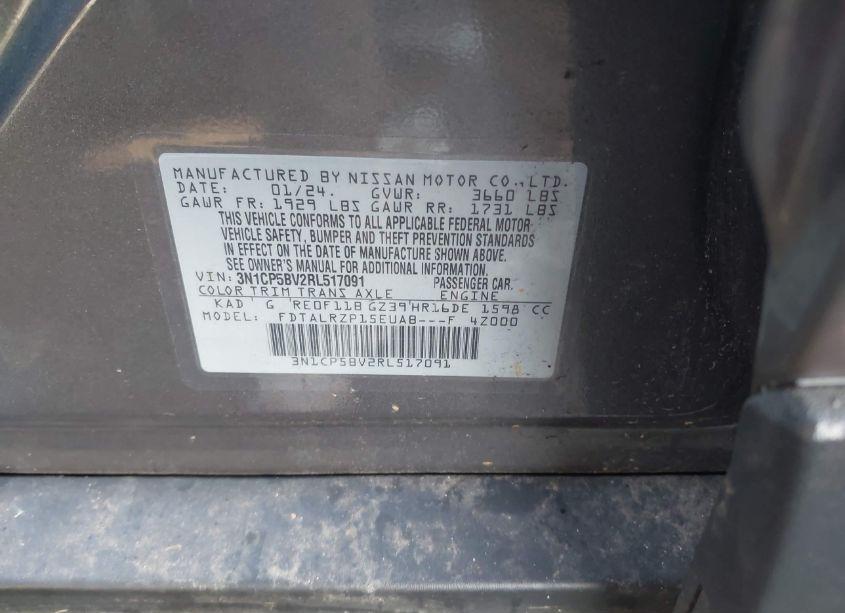 MANUFACTURED BY NISSAN MOTOR CO.,LTD.
DATE: 01/24. GVWR: 3660 LBS
GAWR FR: 1929 LBS GAWR RR: 1731 LBS
THIS VEHICLE CONFORMS TO ALL APPLICABLE FEDERAL MOTOR
VEHICLE SAFETY, BUMPER AND THEFT PREVENTION STANDARDS
IN EFFECT ON THE DATE OF MANUFACTURE SHOWN ABOVE.
SEE OWNER'S MANUAL FOR ADDITIONAL INFORMATION.
VIN: 3N1CP5BV2RL517091 PASSENGER CAR.
COLOR TRIM TRANS AXLE ENGINE
KAD G RE0F11B GZ39 HR16DE 1598 CC
MODEL: FDTALRZP15EUAB---F 4Z000
3N1CP5BV2RL517091